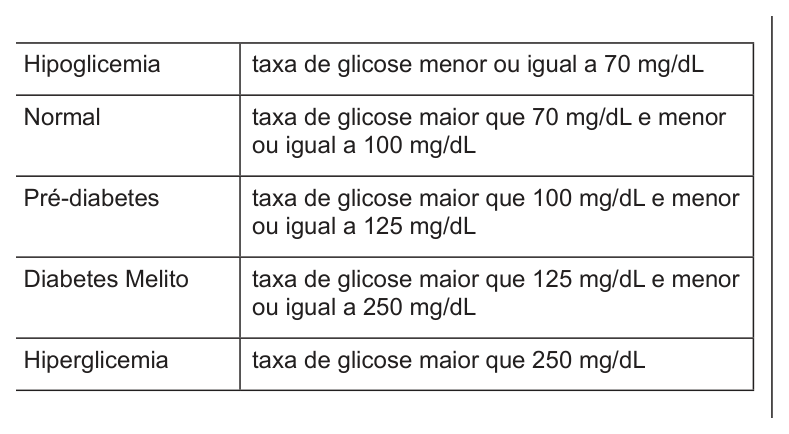 Hipoglicemia
taxa de glicose menor ou igual a 70 mg/dL
Normal
taxa de glicose maior que 70 mg/dL e menor
ou igual a 100 mg/dL
Pré-diabetes
taxa de glicose maior que 100 mg/dL e menor
ou igual a 125 mg/dL
Diabetes Melito
taxa de glicose maior que 125 mg/dL e menor
ou igual a 250 mg/dL
Hiperglicemia
taxa de glicose maior que 250 mg/dL